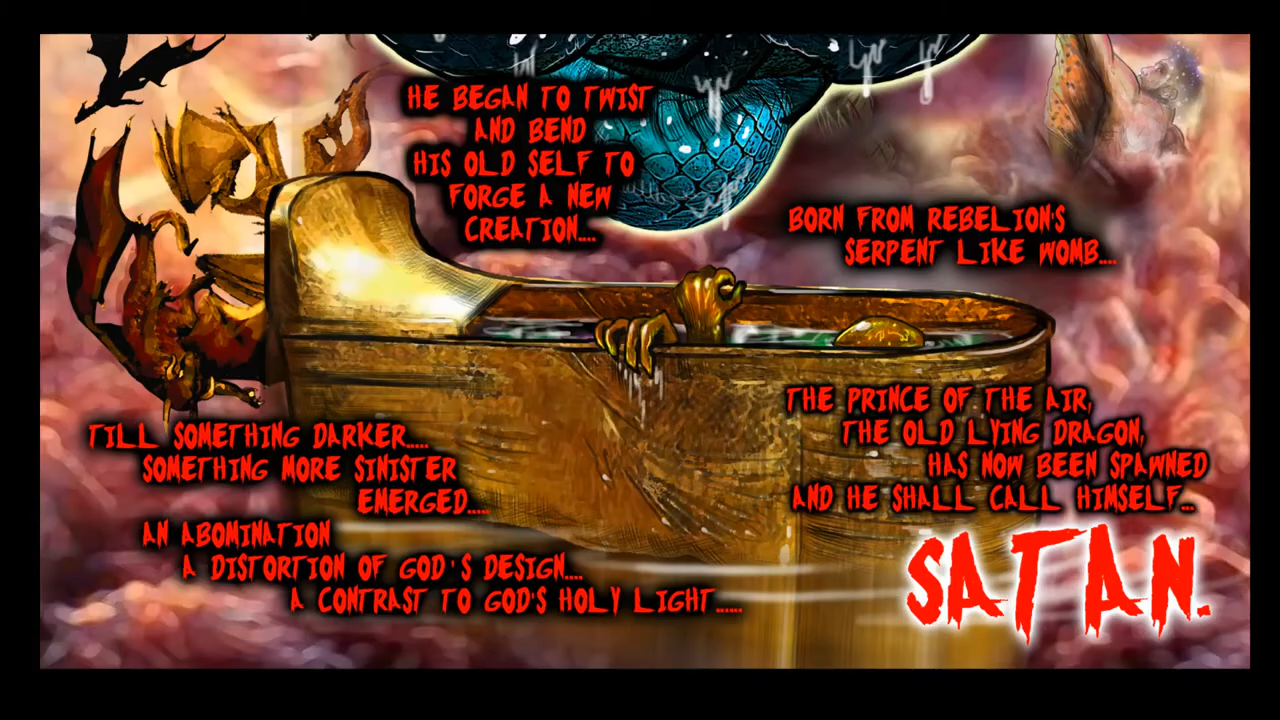 HE BEGAN TO TWIST
AND BEND
HIS OLD SELF TO
FORGE A NEW
CREATION....
BORN FROM REBELION'S
SERPENT LIKE WOMB....
TILL SOMETHING DARKER.....
SOMETHING MORE SINISTER
EMERGED.....
AN ABOMINATION
A DISTORTION OF GOD'S DESIGN....
A CONTRAST TO GOD'S HOLY LIGHT......
THE PRINCE OF THE AIR,
THE OLD LYING DRAGON,
HAS NOW BEEN SPAWNED
AND HE SHALL CALL HIMSELF...
SATAN.